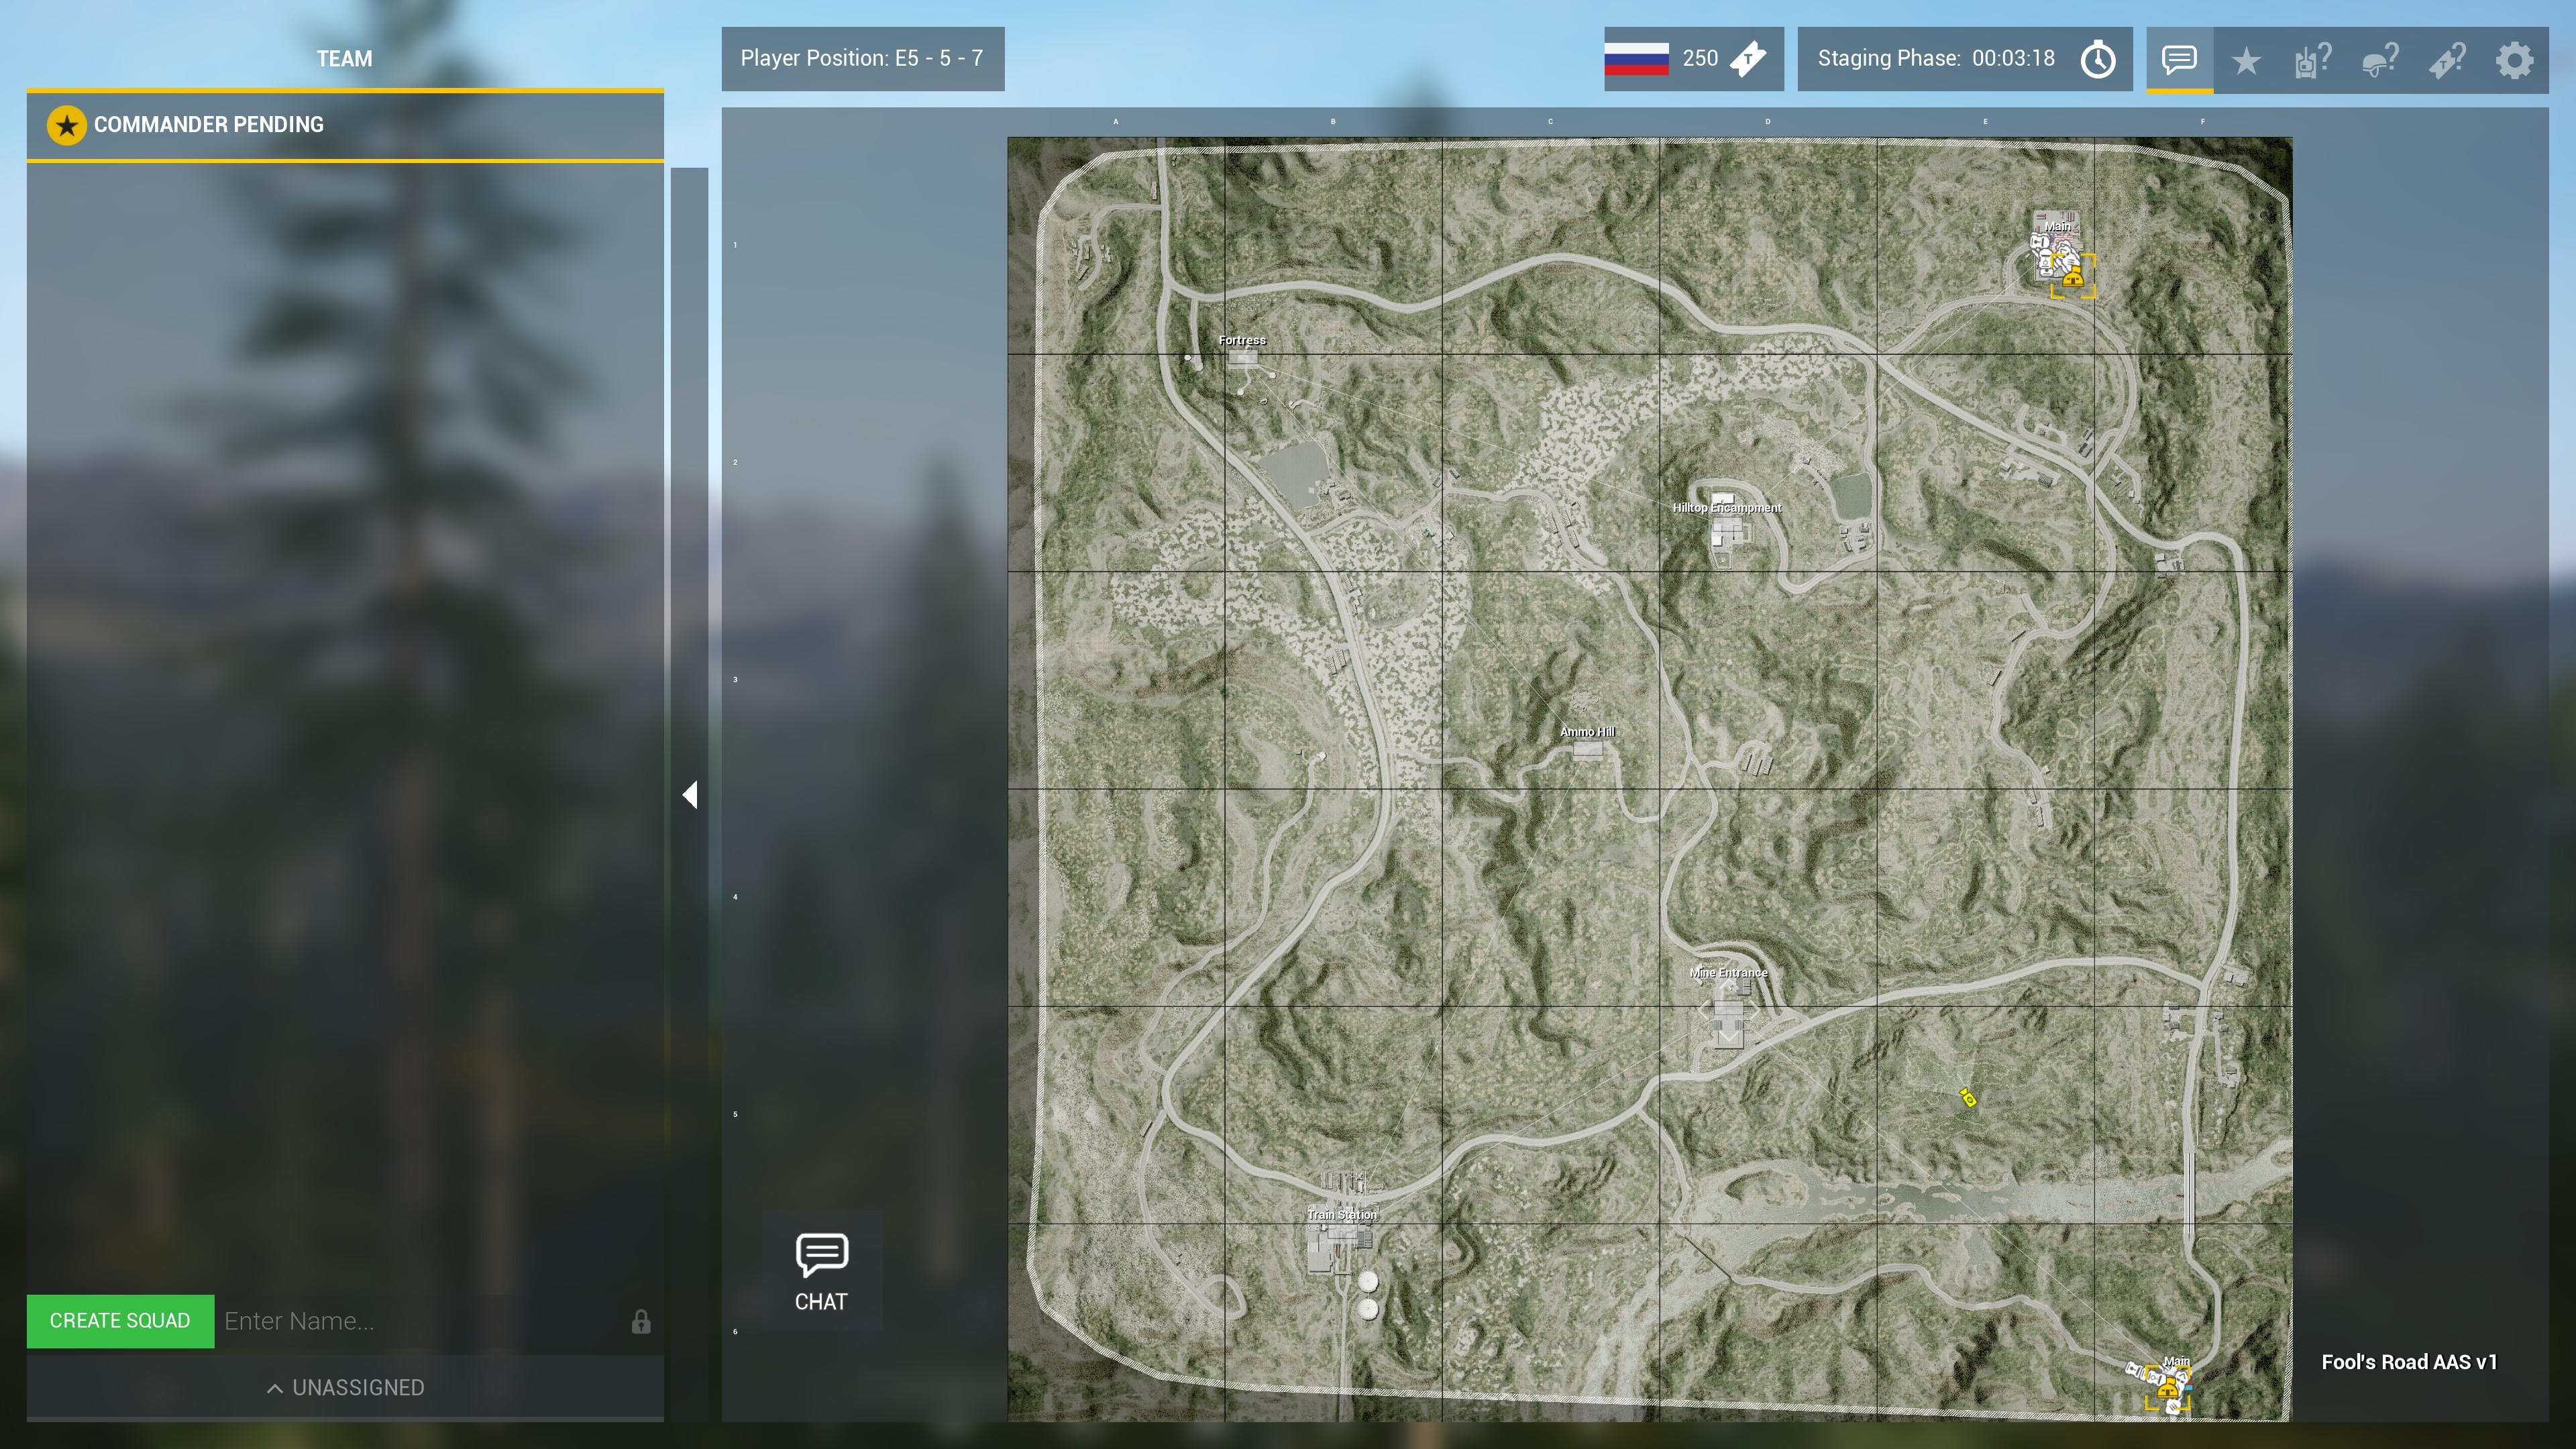 TEAM
Player Position: E5 - 5 - 7
250
Staging Phase: 00:03:18
COMMANDER PENDING
A B C D E F
1
Main
Fortress
2
Hilltop Encampment
3
Ammo Hill
4
Mine Entrance
5
Train Station
CHAT
CREATE SQUAD Enter Name...
6
Main
Fool's Road AAS v1
UNASSIGNED